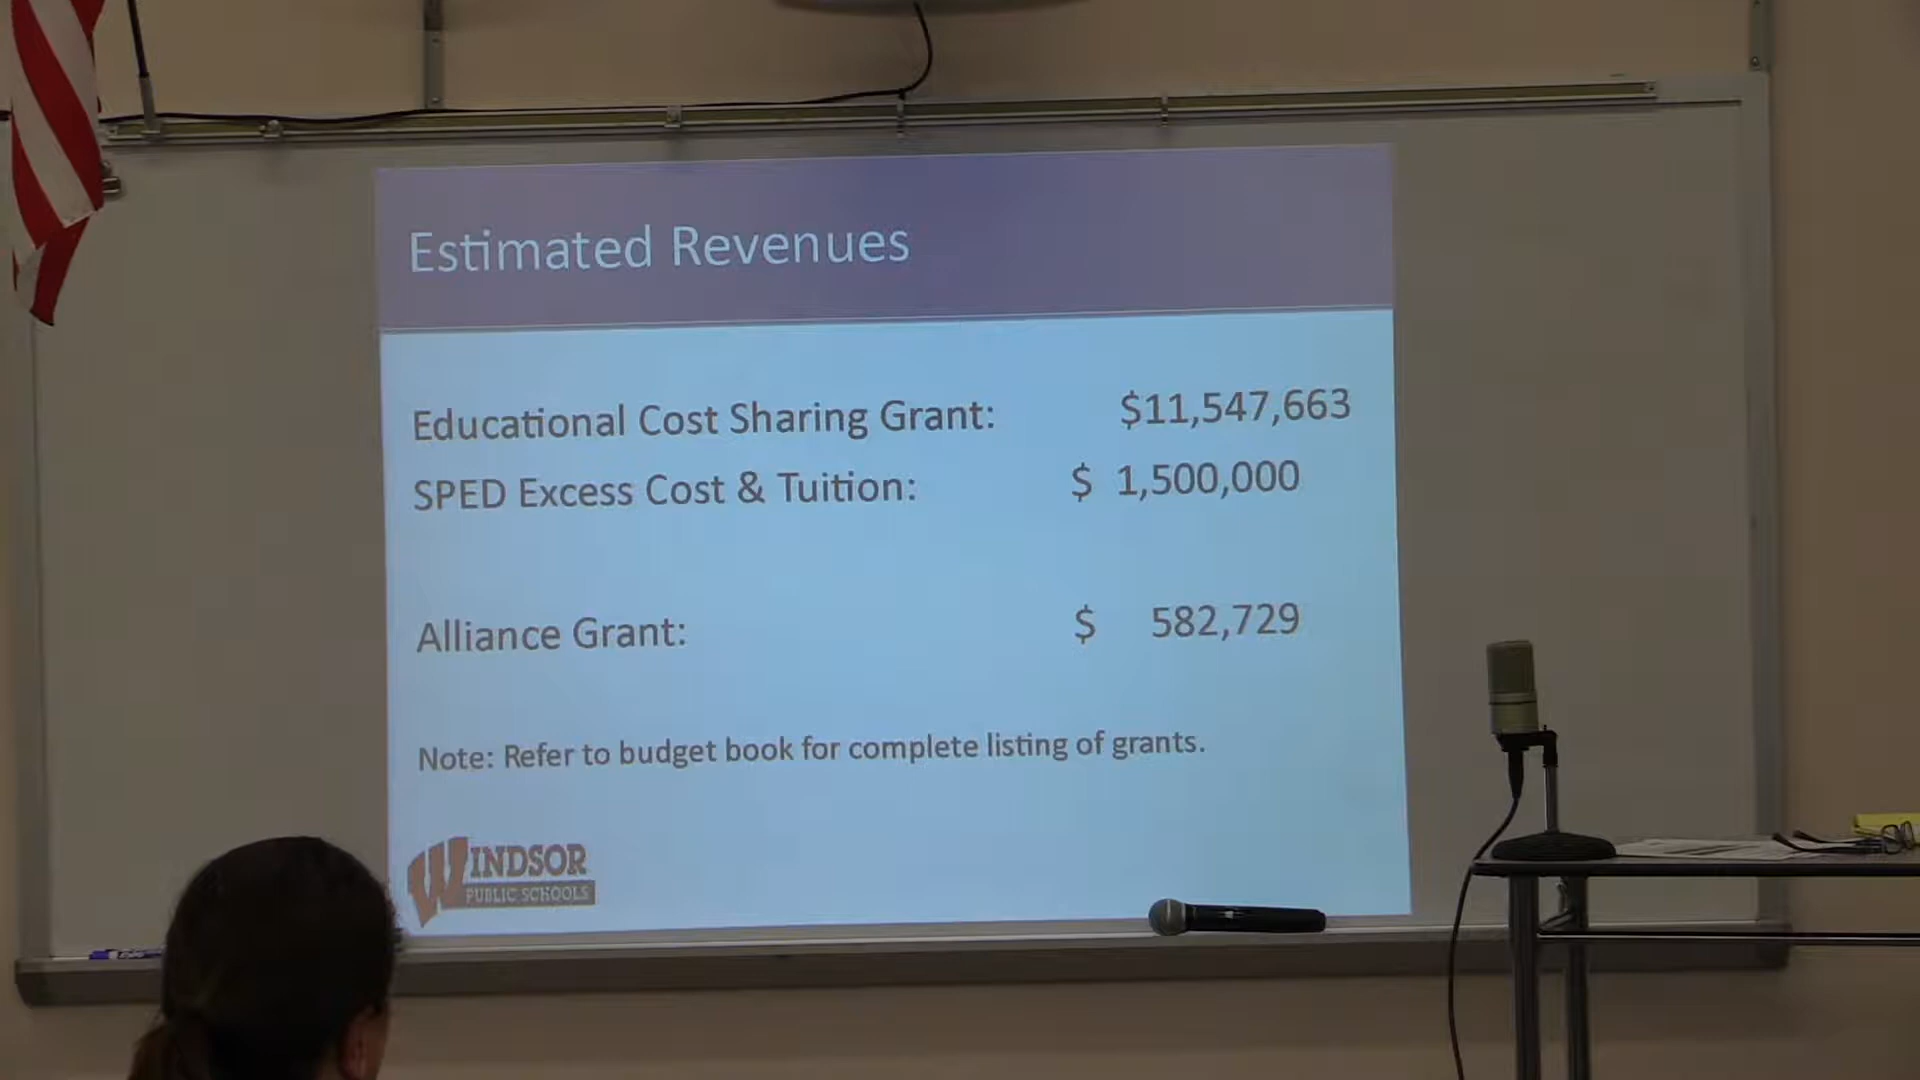 Estimated Revenues
Educational Cost Sharing Grant: $11,547,663
SPED Excess Cost & Tuition: $ 1,500,000
Alliance Grant: $ 582,729
Note: Refer to budget book for complete listing of grants.
WINDSOR
PUBLIC SCHOOLS